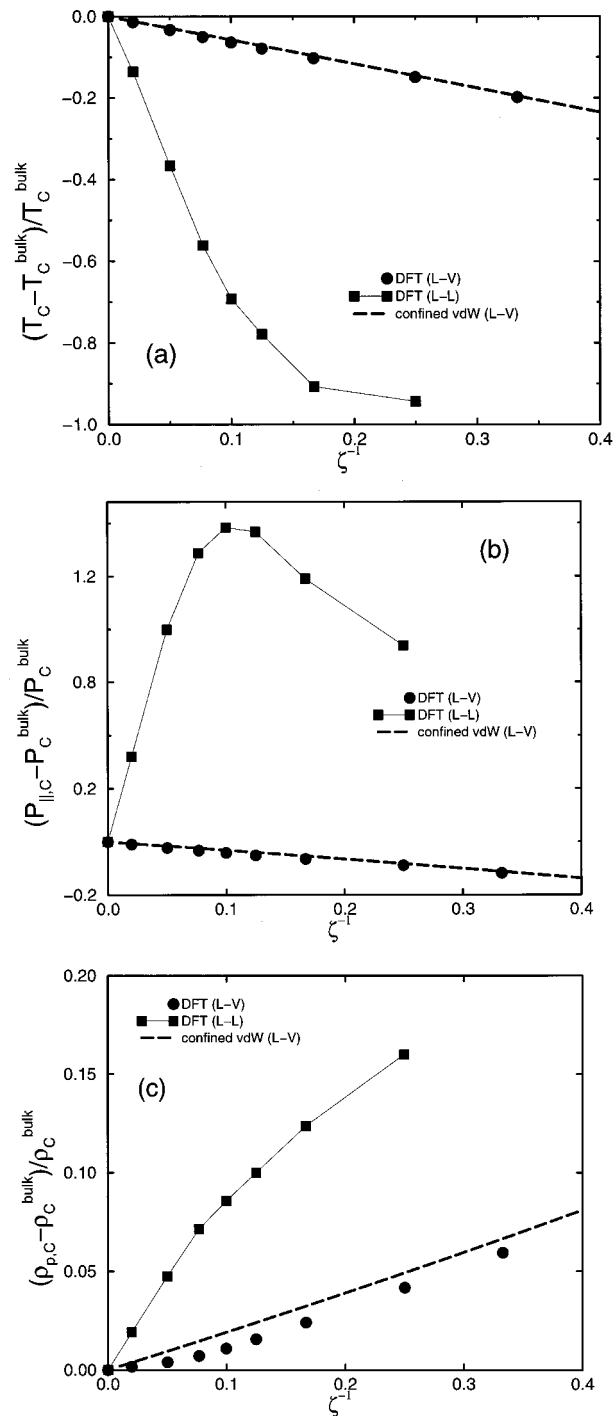 0.0
−0.2
−0.4
−0.6
−0.8
−1.0
(T_C−T_C^bulk)/T_C^bulk
DFT (L−V)
DFT (L−L)
confined vdW (L−V)
(a)
0.0 0.1 0.2 0.3 0.4
ζ^−1
1.2
0.8
0.2
−0.2
(P_||,C−P_C^bulk)/P_C^bulk
(b)
DFT (L−V)
DFT (L−L)
confined vdW (L−V)
0.0 0.1 0.2 0.3 0.4
ζ^−1
0.20
0.15
0.10
0.05
0.00
(ρ_p,C−ρ_C^bulk)/ρ_C^bulk
DFT (L−V)
DFT (L−L)
confined vdW (L−V)
(c)
0.0 0.1 0.2 0.3 0.4
ζ^−1